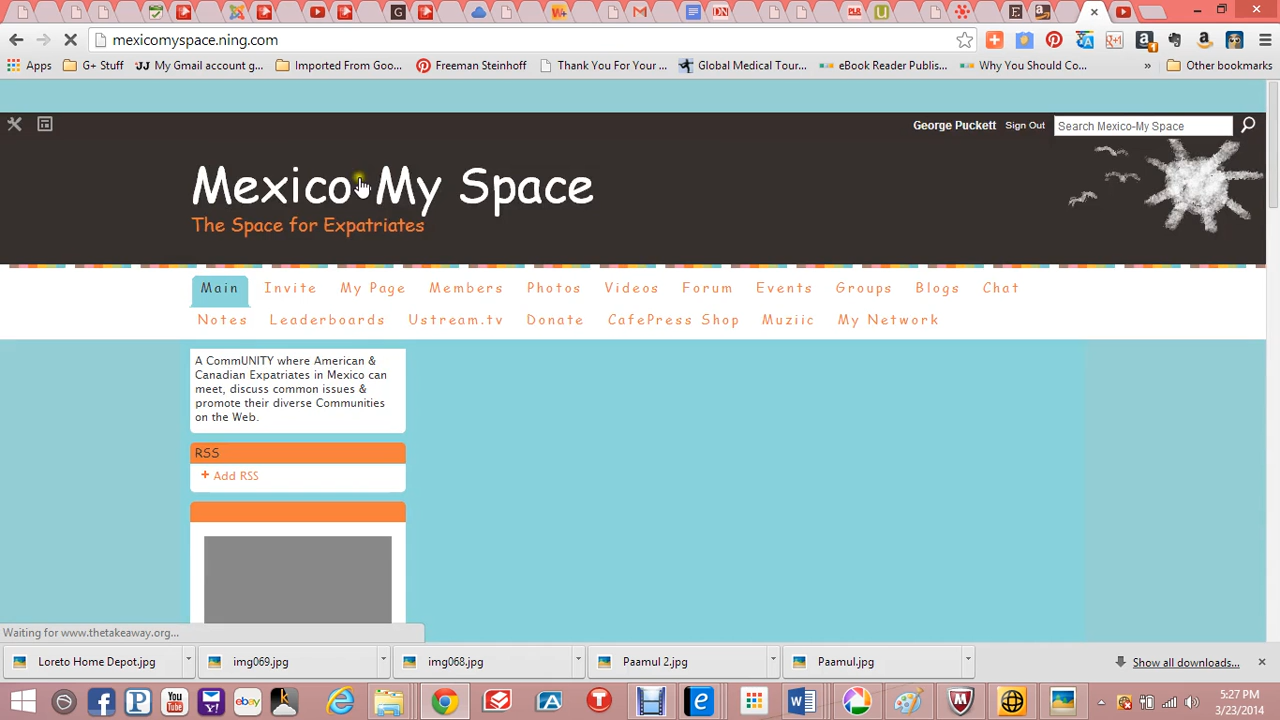 mexicomyspace.ning.com
Apps G+ Stuff My Gmail account g... Imported From Goo... Freeman Steinhoff Thank You For Your ... Global Medical Tour... eBook Reader Publis... Why You Should Co... » Other bookmarks
George Puckett Sign Out Search Mexico-My Space
Mexico-My Space
The Space for Expatriates
Main Invite My Page Members Photos Videos Forum Events Groups Blogs Chat
Notes Leaderboards Ustream.tv Donate CafePress Shop Muziic My Network
A CommUNITY where American &
Canadian Expatriates in Mexico can
meet, discuss common issues &
promote their diverse Communities
on the Web.
RSS
+ Add RSS
Waiting for www.thetakeaway.org...
Loreto Home Depot.jpg img069.jpg img068.jpg Paamul 2.jpg Paamul.jpg Show all downloads...
5:27 PM
3/23/2014